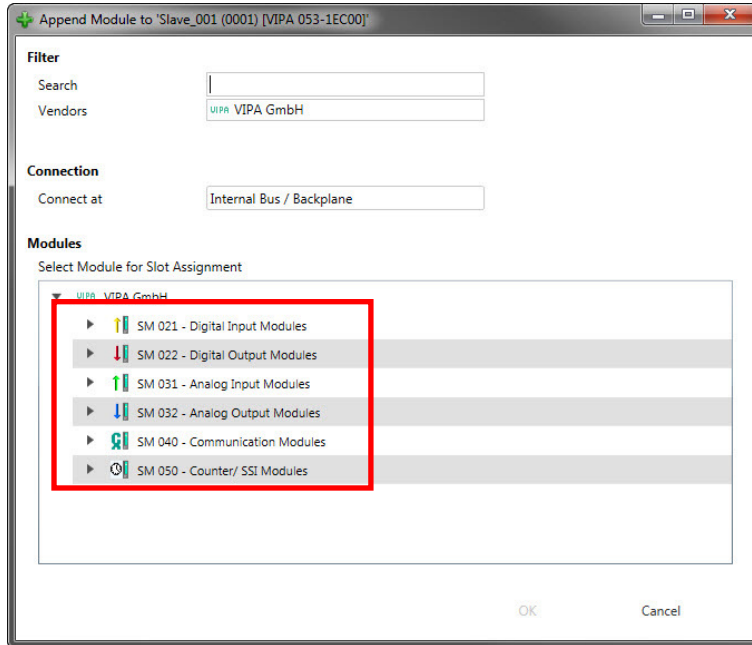 Append Module to 'Slave_001 (0001) [VIPA 053-1EC00]'
Filter
Search
Vendors VIPA VIPA GmbH
Connection
Connect at Internal Bus / Backplane
Modules
Select Module for Slot Assignment
VIPA VIPA GmbH
SM 021 - Digital Input Modules
SM 022 - Digital Output Modules
SM 031 - Analog Input Modules
SM 032 - Analog Output Modules
SM 040 - Communication Modules
SM 050 - Counter/ SSI Modules
OK Cancel